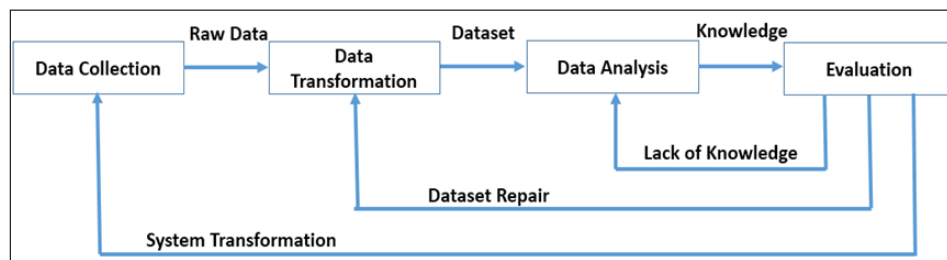 Raw Data
Dataset
Knowledge
Data Collection
Data
Transformation
Data Analysis
Evaluation
Lack of Knowledge
Dataset Repair
System Transformation